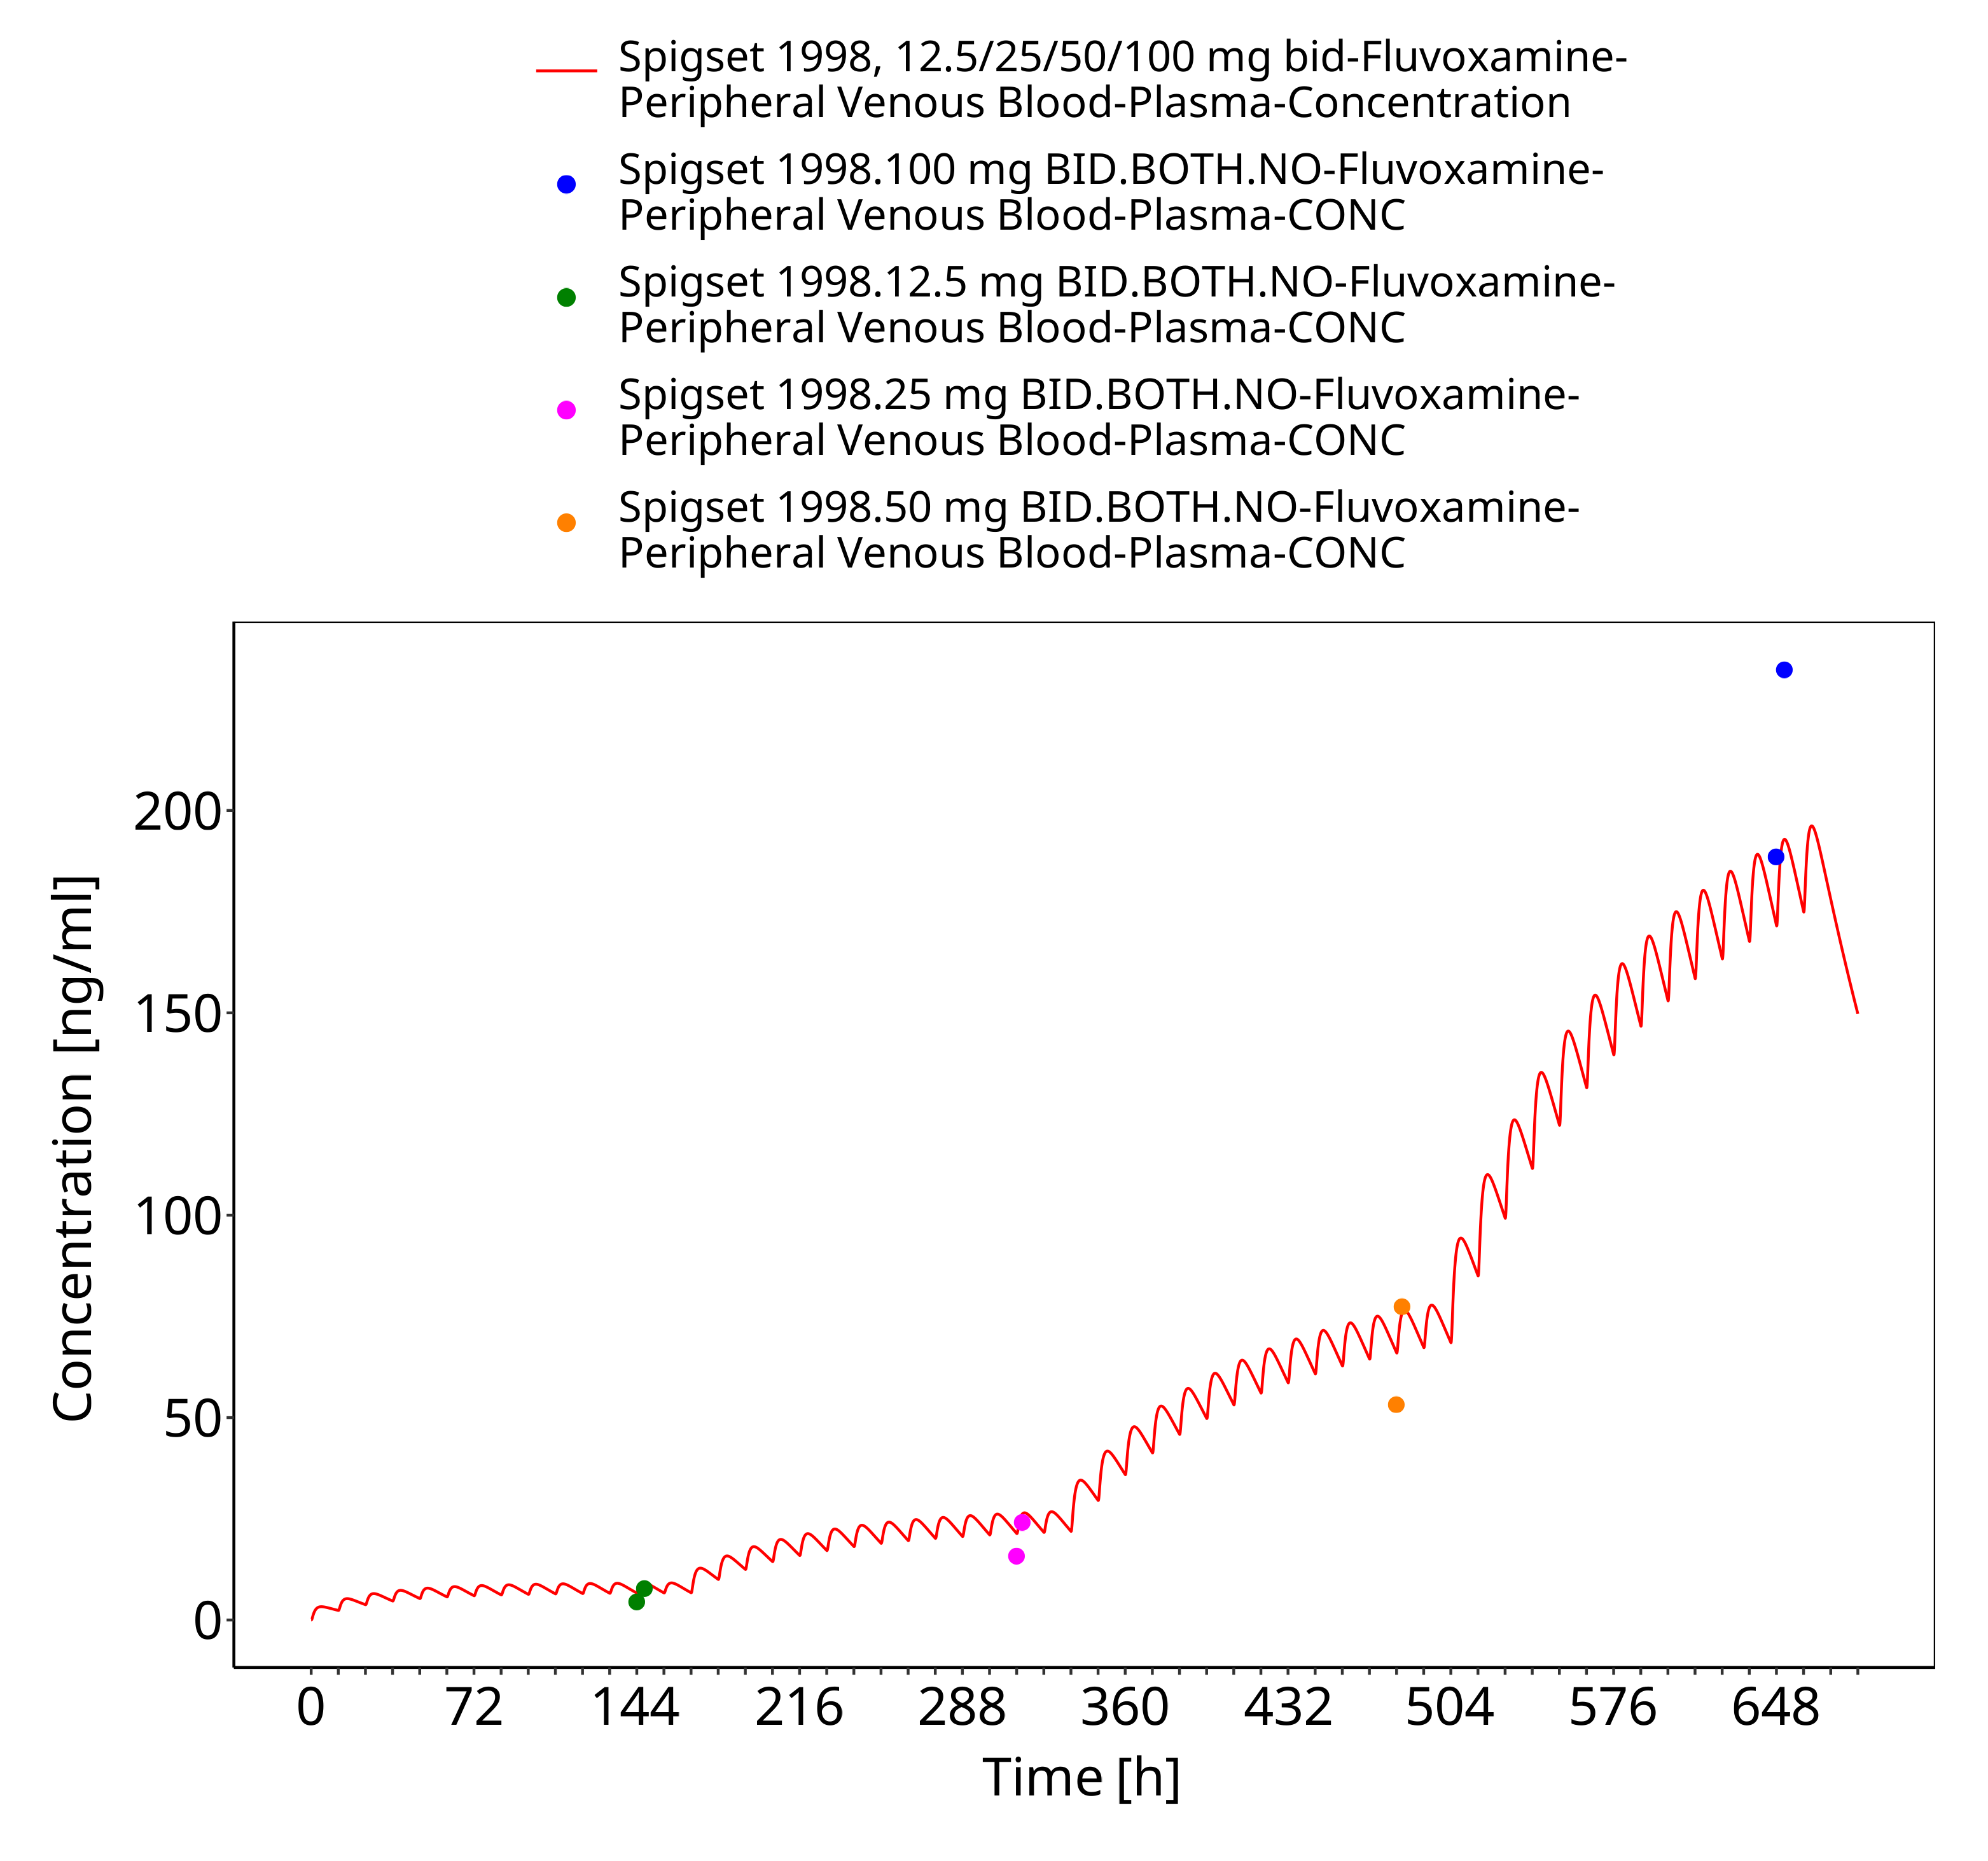 Spigset 1998, 12.5/25/50/100 mg bid-Fluvoxamine-
Peripheral Venous Blood-Plasma-Concentration
Spigset 1998.100 mg BID.BOTH.NO-Fluvoxamine-
Peripheral Venous Blood-Plasma-CONC
Spigset 1998.12.5 mg BID.BOTH.NO-Fluvoxamine-
Peripheral Venous Blood-Plasma-CONC
Spigset 1998.25 mg BID.BOTH.NO-Fluvoxamine-
Peripheral Venous Blood-Plasma-CONC
Spigset 1998.50 mg BID.BOTH.NO-Fluvoxamine-
Peripheral Venous Blood-Plasma-CONC
Concentration [ng/ml]
200
150
100
50
0
0 72 144 216 288 360 432 504 576 648
Time [h]